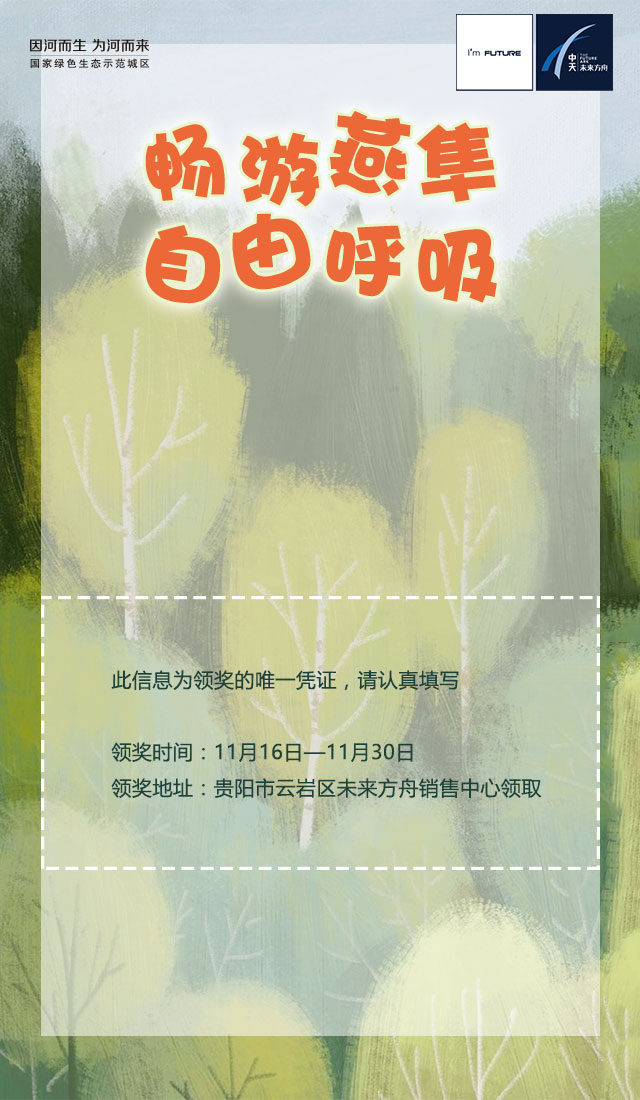 因河而生 为河而来
国家绿色生态示范城区
I'm FUTURE
中天
THE FUTURE ARK
未来方舟
畅游燕隼
自由呼吸
此信息为领奖的唯一凭证，请认真填写
领奖时间：11月16日—11月30日
领奖地址：贵阳市云岩区未来方舟销售中心领取